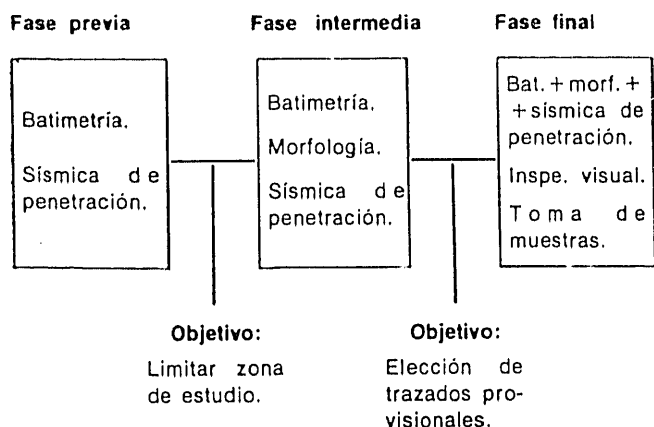 Fase previa
Fase intermedia
Fase final
Batimetría.
Sísmica de
penetración.
Batimetría.
Morfología.
Sísmica de
penetración.
Bat. + morf. +
+ sísmica de
penetración.
Inspe. visual.
Toma de
muestras.
Objetivo:
Limitar zona
de estudio.
Objetivo:
Elección de
trazados pro-
visionales.